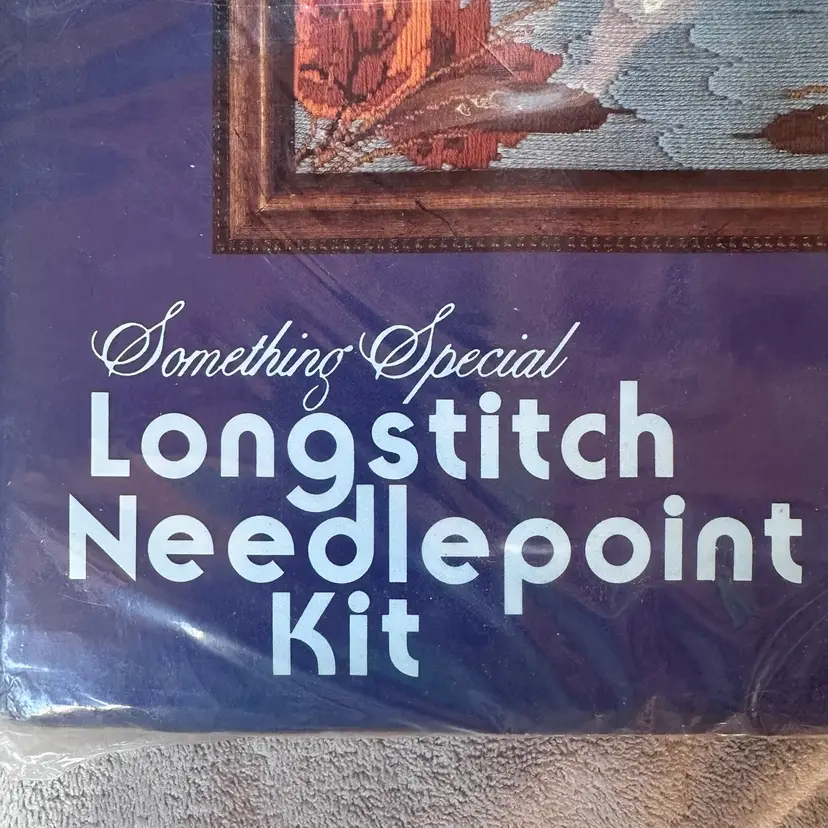 Something Special
Longstitch
Needlepoint
Kit